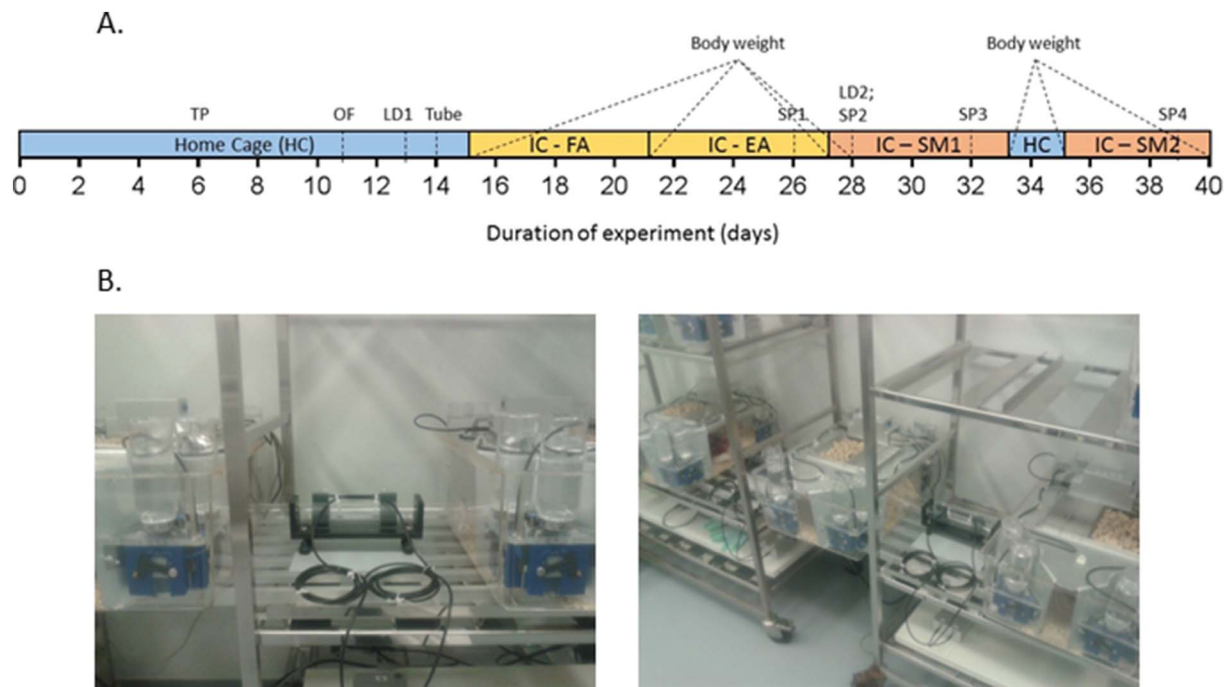 A.
Body weight Body weight
LD2;
TP OF LD1 Tube SP1 SP2 SP3 SP4
Home Cage (HC) IC - FA IC - EA IC – SM1 HC IC – SM2
0 2 4 6 8 10 12 14 16 18 20 22 24 26 28 30 32 34 36 38 40
Duration of experiment (days)
B.